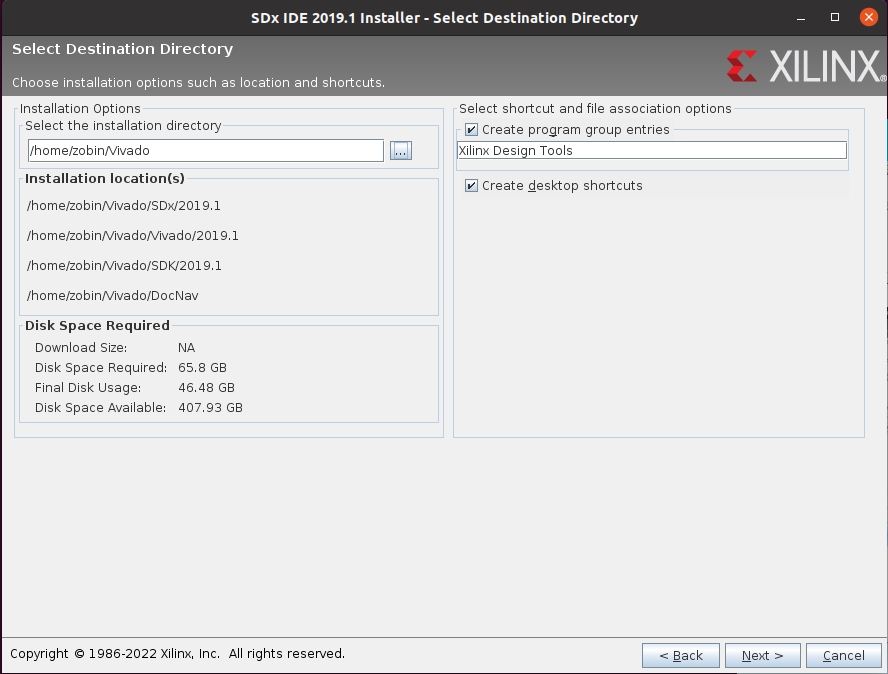 SDx IDE 2019.1 Installer - Select Destination Directory
Select Destination Directory
Choose installation options such as location and shortcuts.
XILINX®
Installation Options
Select the installation directory
/home/zobin/Vivado
...
Installation location(s)
/home/zobin/Vivado/SDx/2019.1
/home/zobin/Vivado/Vivado/2019.1
/home/zobin/Vivado/SDK/2019.1
/home/zobin/Vivado/DocNav
Disk Space Required
Download Size: NA
Disk Space Required: 65.8 GB
Final Disk Usage: 46.48 GB
Disk Space Available: 407.93 GB
Select shortcut and file association options
Create program group entries
Xilinx Design Tools
Create desktop shortcuts
Copyright © 1986-2022 Xilinx, Inc. All rights reserved.
< Back
Next >
Cancel